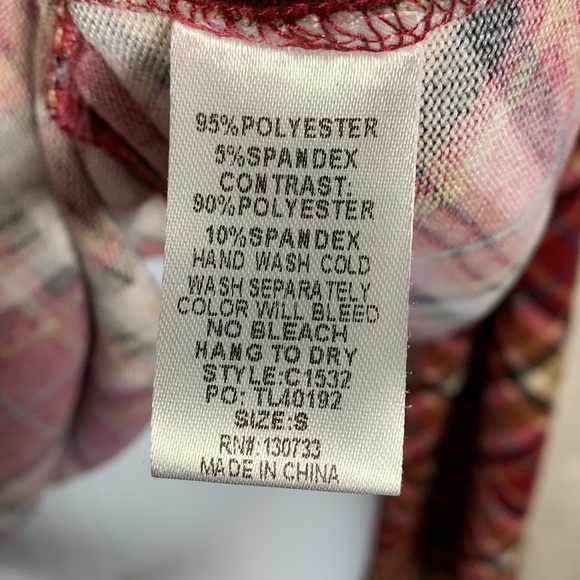 95%POLYESTER
5%SPANDEX
CONTRAST:
90%POLYESTER
10%SPANDEX
HAND WASH COLD
WASH SEPARATELY
COLOR WILL BLEED
NO BLEACH
HANG TO DRY
STYLE:C1532
PO: TL40192
SIZE:S
RN#:130733
MADE IN CHINA